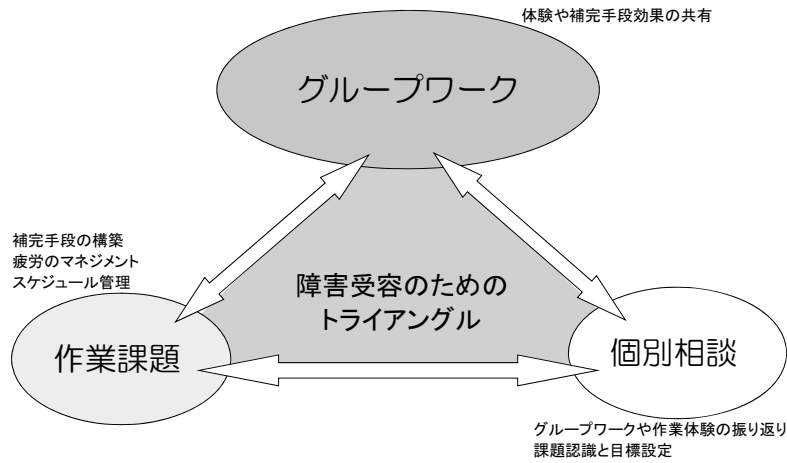 体験や補完手段効果の共有
グループワーク
補完手段の構築
疲労のマネジメント
スケジュール管理
障害受容のための
トライアングル
作業課題
個別相談
グループワークや作業体験の振り返り
課題認識と目標設定